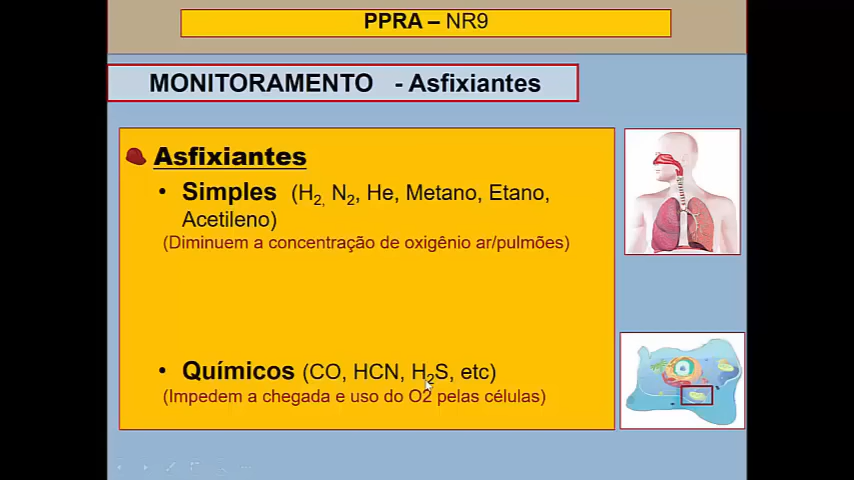 PPRA – NR9
MONITORAMENTO - Asfixiantes
Asfixiantes
• Simples (H₂, N₂, He, Metano, Etano,
Acetileno)
(Diminuem a concentração de oxigênio ar/pulmões)
• Químicos (CO, HCN, H₂S, etc)
(Impedem a chegada e uso do O2 pelas células)